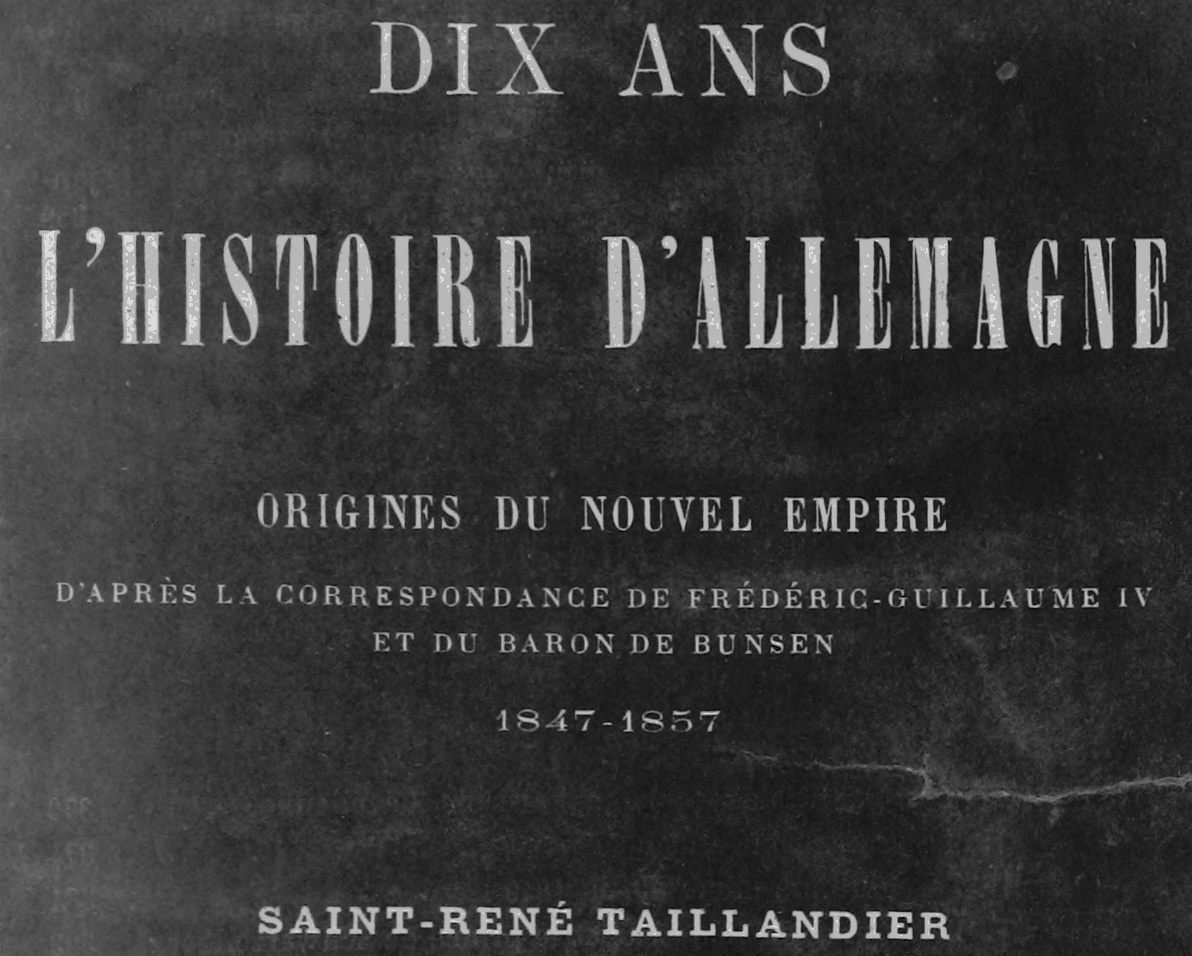 DIX ANS
L'HISTOIRE D'ALLEMAGNE
ORIGINES DU NOUVEL EMPIRE
D'APRÈS LA CORRESPONDANCE DE FRÉDÉRIC-GUILLAUME IV
ET DU BARON DE BUNSEN
1847-1857
SAINT-RENÉ TAILLANDIER